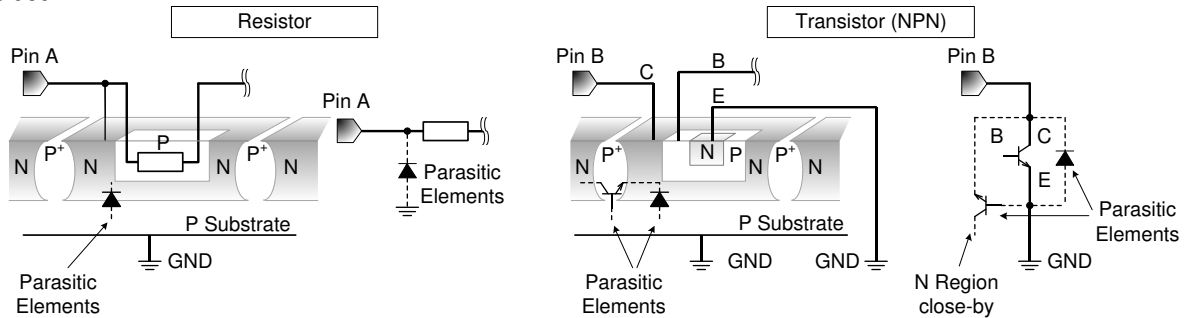 Resistor
Pin A
N
P+
N
P
N
P+
N
Parasitic
Elements
P Substrate
GND
Pin A
Parasitic
Elements
Transistor (NPN)
Pin B
C
B
E
N
P+
N
N
P
N
P+
N
P Substrate
Parasitic
Elements
GND
GND
Pin B
B
C
E
Parasitic
Elements
GND
N Region
close-by